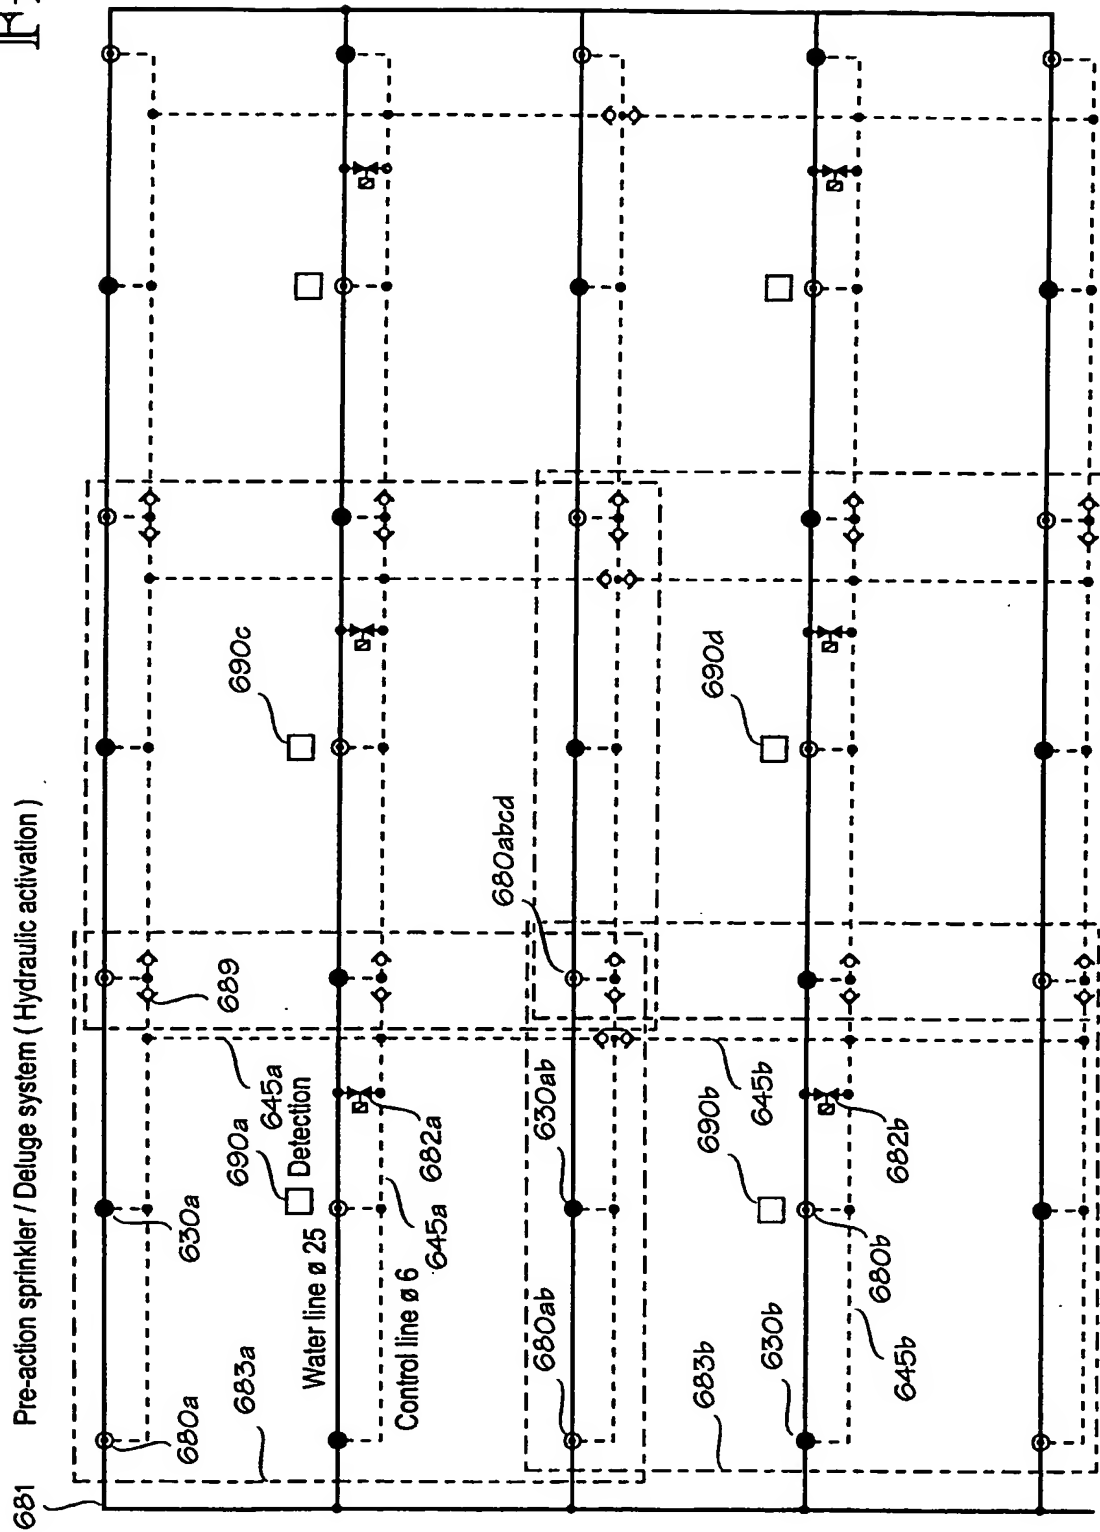 681 Pre-action sprinkler / Deluge system ( Hydraulic activation )
680a
683a
630a
645a
690a
Detection
689
690c
Water line ø 25
Control line ø 6
645a
682a
680ab
630ab
680abcd
690d
683b
630b
645b
680b
690b
645b
682b